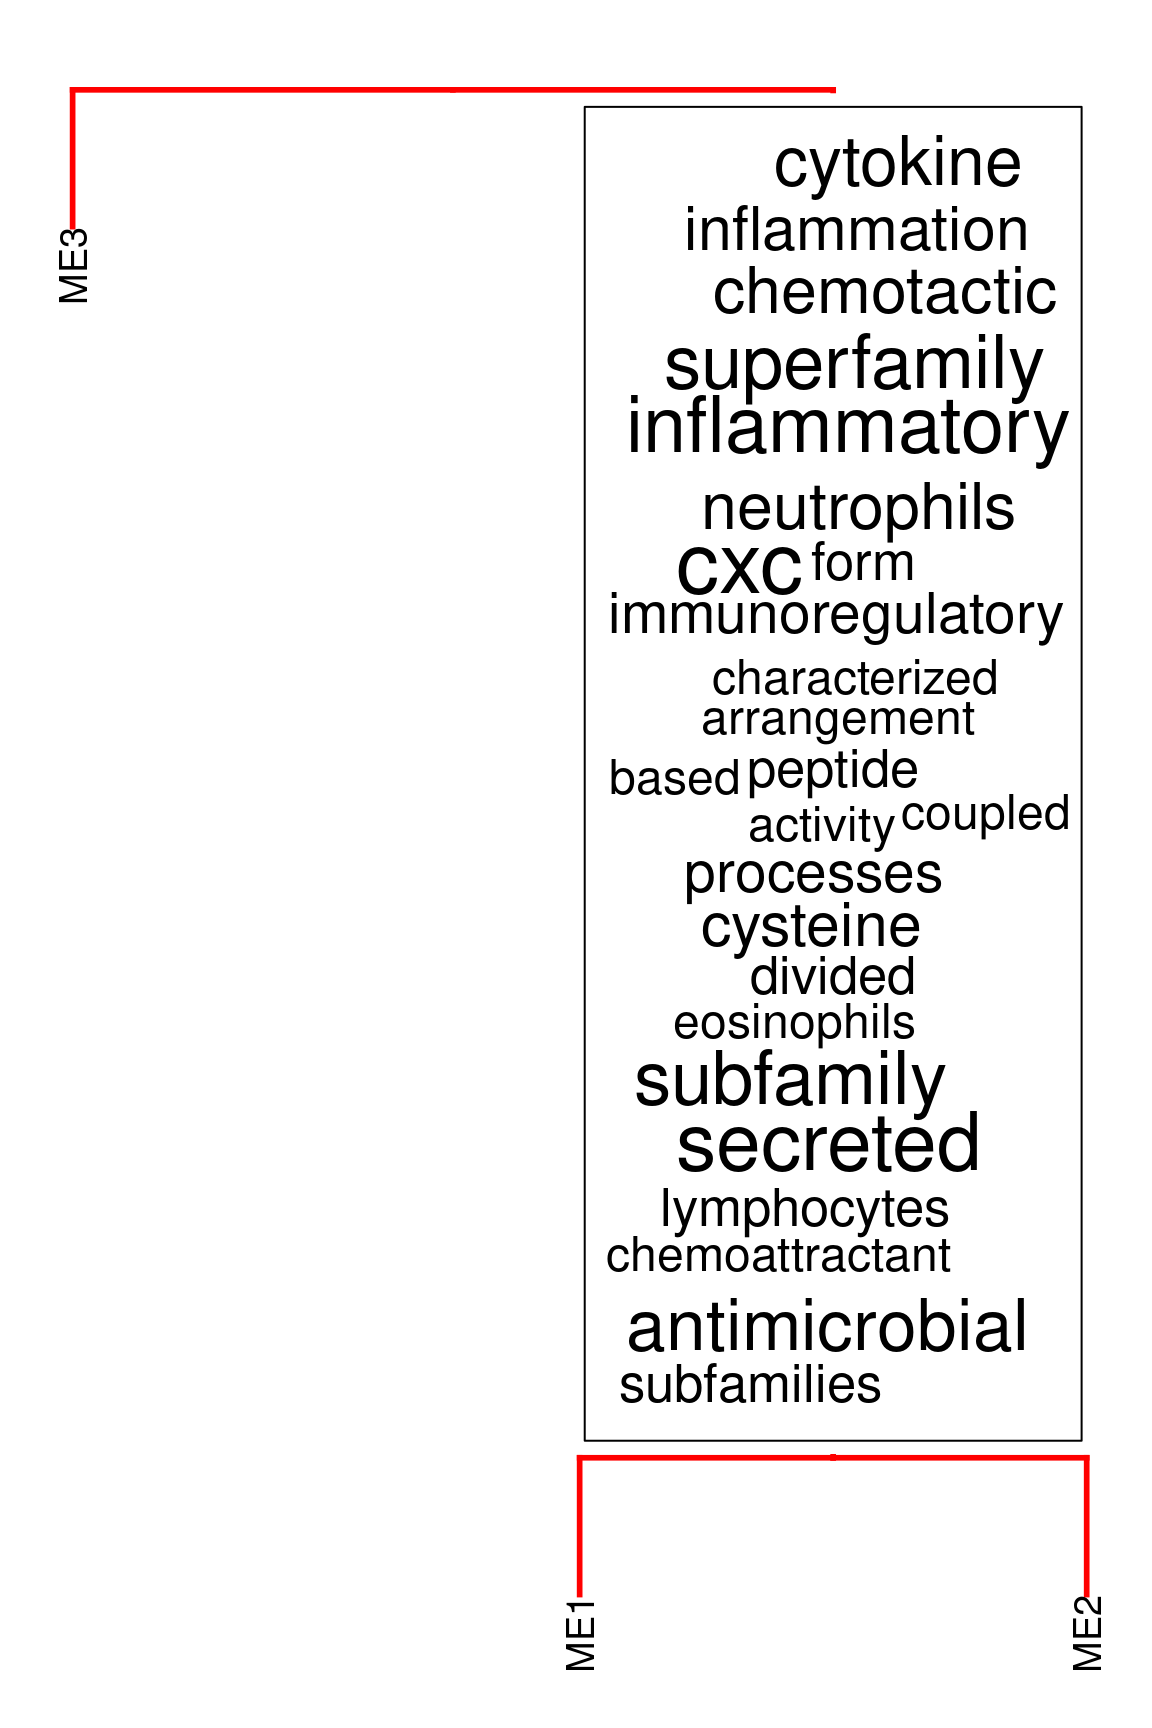 ME3
cytokine
inflammation
chemotactic
superfamily
inflammatory
neutrophils
cxc form
immunoregulatory
characterized
arrangement
based peptide
activity coupled
processes
cysteine
divided
eosinophils
subfamily
secreted
lymphocytes
chemoattractant
antimicrobial
subfamilies
ME1
ME2